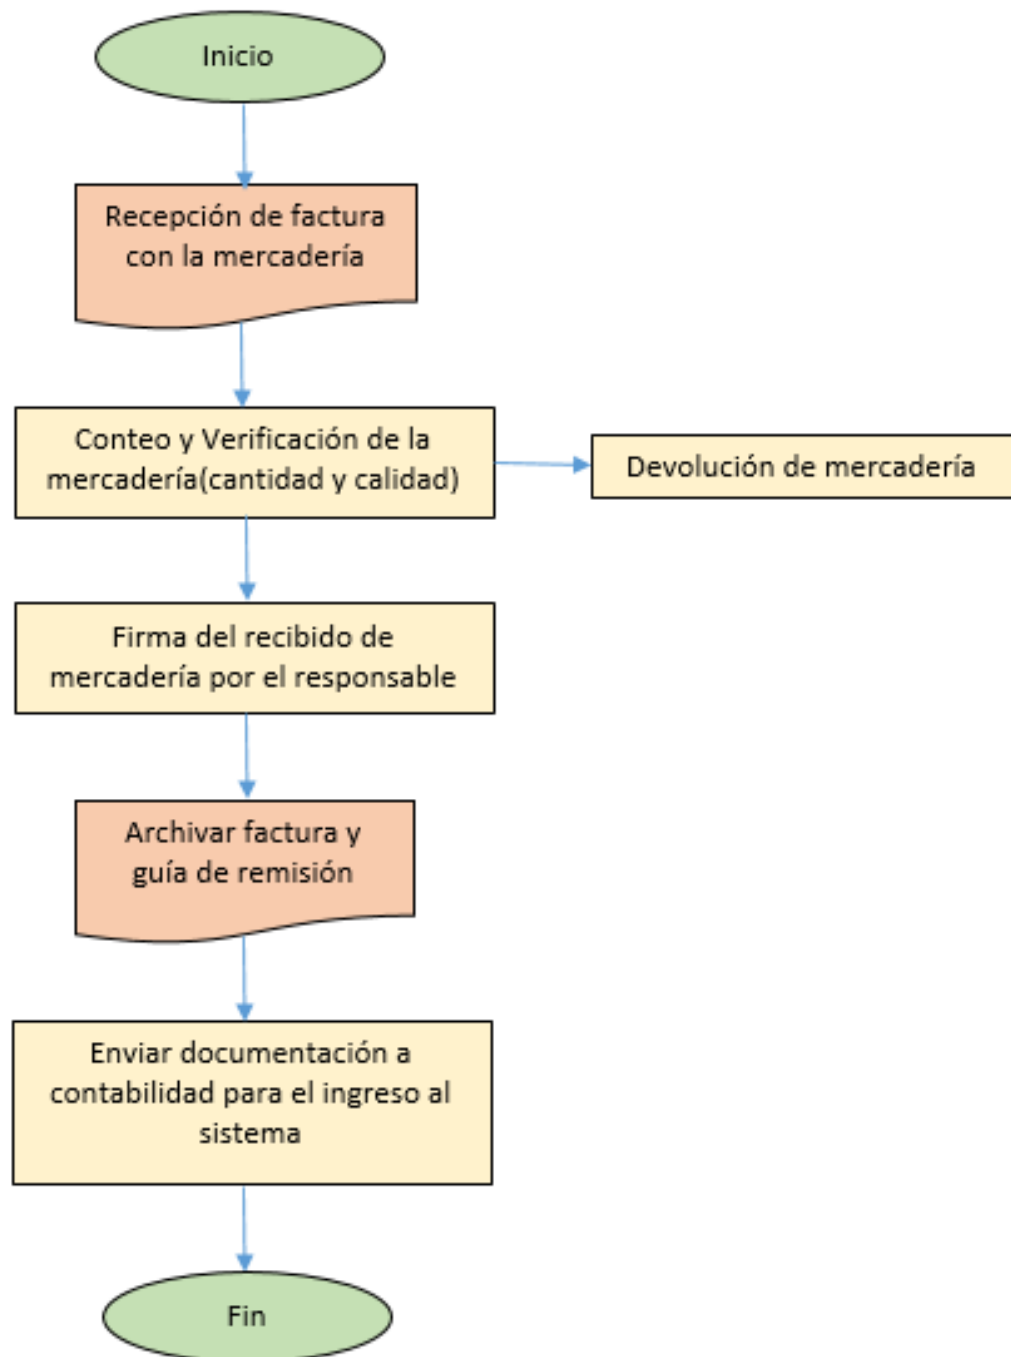 Inicio
Recepción de factura
con la mercadería
Conteo y Verificación de la
mercadería(cantidad y calidad)
Devolución de mercadería
Firma del recibido de
mercadería por el responsable
Archivar factura y
guía de remisión
Enviar documentación a
contabilidad para el ingreso al
sistema
Fin